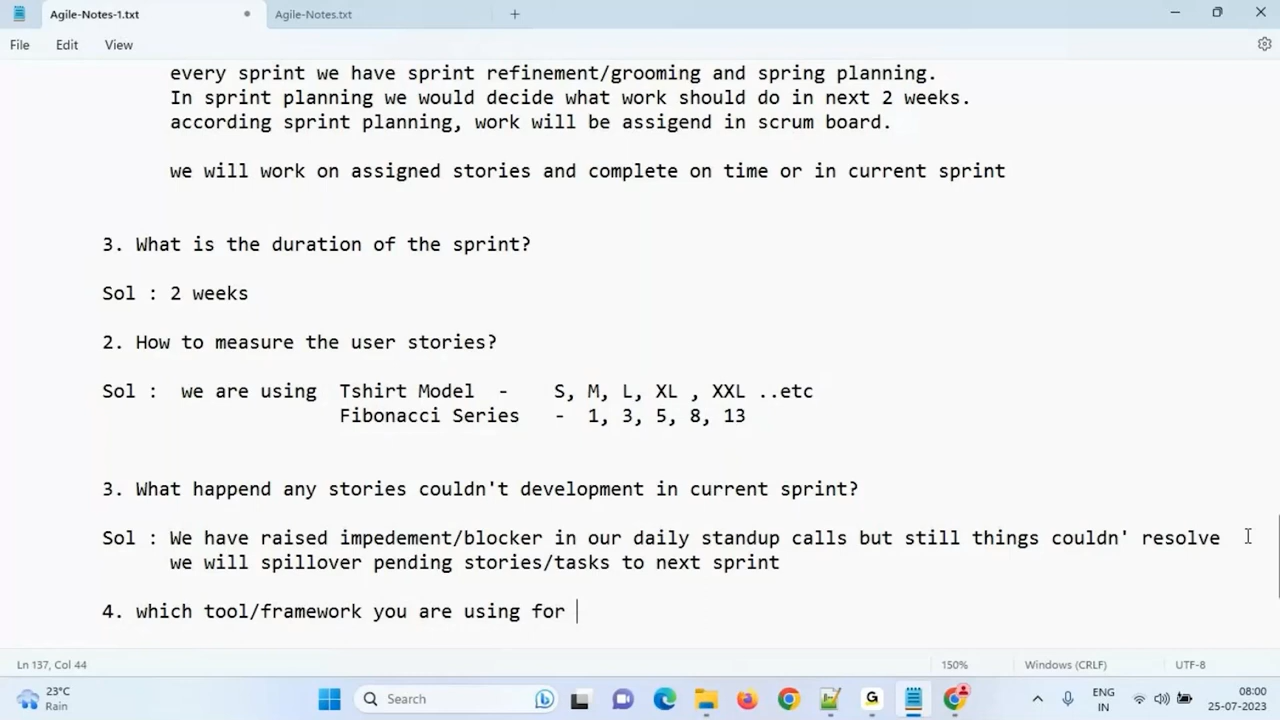 Agile-Notes-1.txt
Agile-Notes.txt
File Edit View
every sprint we have sprint refinement/grooming and spring planning.
In sprint planning we would decide what work should do in next 2 weeks.
according sprint planning, work will be assigend in scrum board.
we will work on assigned stories and complete on time or in current sprint
3. What is the duration of the sprint?
Sol : 2 weeks
2. How to measure the user stories?
Sol : we are using Tshirt Model - S, M, L, XL , XXL ..etc
Fibonacci Series - 1, 3, 5, 8, 13
3. What happend any stories couldn't development in current sprint?
Sol : We have raised impedement/blocker in our daily standup calls but still things couldn' resolve
we will spillover pending stories/tasks to next sprint
4. which tool/framework you are using for
Ln 137, Col 44 150% Windows (CRLF) UTF-8
23°C
Rain
Search
ENG
IN
08:00
25-07-2023